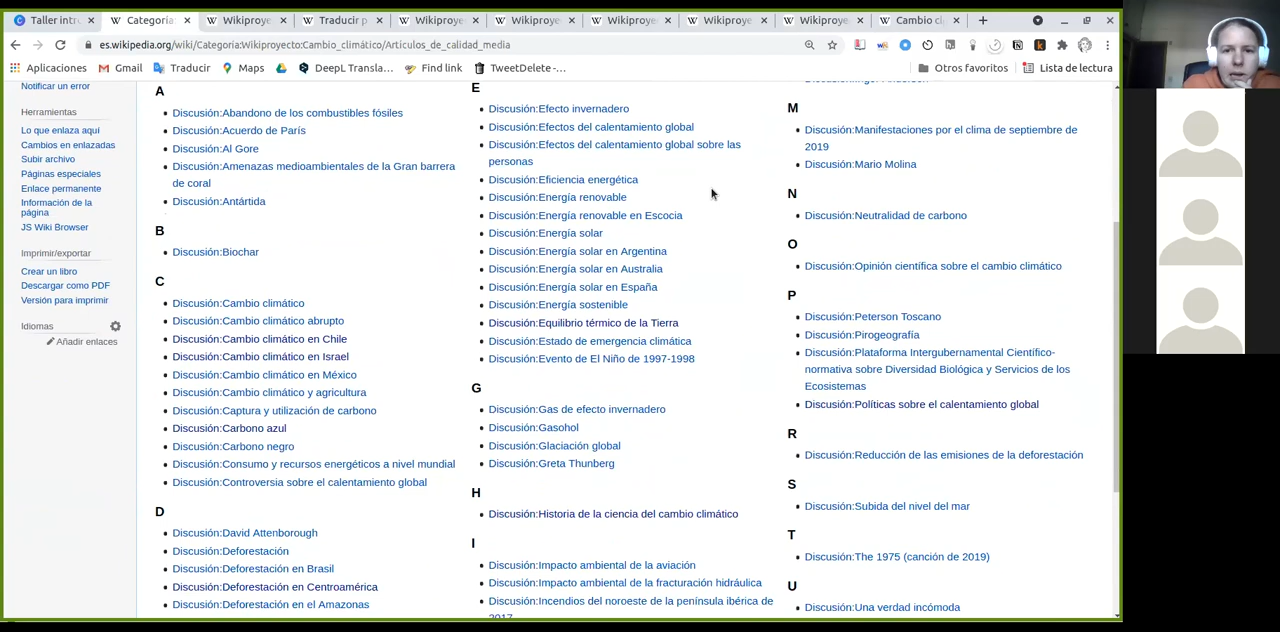 Taller intro
Categoría:
Wikiproye
Traducir p
Wikiproye
Wikiproye
Wikiproye
Wikiproye
Wikiproye
Cambio cl
es.wikipedia.org/wiki/Categoría:Wikiproyecto:Cambio_climático/Artículos_de_calidad_media
Aplicaciones
Gmail
Traducir
Maps
DeepL Transla...
Find link
TweetDelete -...
Otros favoritos
Lista de lectura
Notificar un error
Herramientas
Lo que enlaza aquí
Cambios en enlazadas
Subir archivo
Páginas especiales
Enlace permanente
Información de la
página
JS Wiki Browser
Imprimir/exportar
Crear un libro
Descargar como PDF
Versión para imprimir
Idiomas
Añadir enlaces
A
Discusión:Abandono de los combustibles fósiles
Discusión:Acuerdo de París
Discusión:Al Gore
Discusión:Amenazas medioambientales de la Gran barrera
de coral
Discusión:Antártida
B
Discusión:Biochar
C
Discusión:Cambio climático
Discusión:Cambio climático abrupto
Discusión:Cambio climático en Chile
Discusión:Cambio climático en Israel
Discusión:Cambio climático en México
Discusión:Cambio climático y agricultura
Discusión:Captura y utilización de carbono
Discusión:Carbono azul
Discusión:Carbono negro
Discusión:Consumo y recursos energéticos a nivel mundial
Discusión:Controversia sobre el calentamiento global
D
Discusión:David Attenborough
Discusión:Deforestación
Discusión:Deforestación en Brasil
Discusión:Deforestación en Centroamérica
Discusión:Deforestación en el Amazonas
E
Discusión:Efecto invernadero
Discusión:Efectos del calentamiento global
Discusión:Efectos del calentamiento global sobre las
personas
Discusión:Eficiencia energética
Discusión:Energía renovable
Discusión:Energía renovable en Escocia
Discusión:Energía solar
Discusión:Energía solar en Argentina
Discusión:Energía solar en Australia
Discusión:Energía solar en España
Discusión:Energía sostenible
Discusión:Equilibrio térmico de la Tierra
Discusión:Estado de emergencia climática
Discusión:Evento de El Niño de 1997-1998
G
Discusión:Gas de efecto invernadero
Discusión:Gasohol
Discusión:Glaciación global
Discusión:Greta Thunberg
H
Discusión:Historia de la ciencia del cambio climático
I
Discusión:Impacto ambiental de la aviación
Discusión:Impacto ambiental de la fracturación hidráulica
Discusión:Incendios del noroeste de la península ibérica de
2017
M
Discusión:Manifestaciones por el clima de septiembre de
2019
Discusión:Mario Molina
N
Discusión:Neutralidad de carbono
O
Discusión:Opinión científica sobre el cambio climático
P
Discusión:Peterson Toscano
Discusión:Pirogeografía
Discusión:Plataforma Intergubernamental Científico-
normativa sobre Diversidad Biológica y Servicios de los
Ecosistemas
Discusión:Políticas sobre el calentamiento global
R
Discusión:Reducción de las emisiones de la deforestación
S
Discusión:Subida del nivel del mar
T
Discusión:The 1975 (canción de 2019)
U
Discusión:Una verdad incómoda